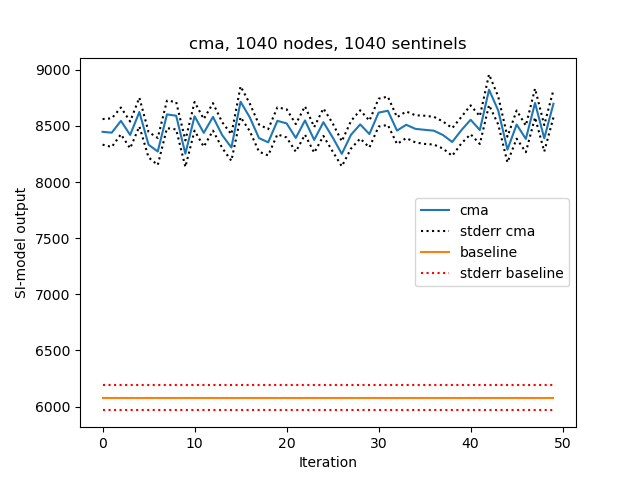 cma, 1040 nodes, 1040 sentinels
9000
8500
8000
7500
7000
6500
6000
SI-model output
cma
stderr cma
baseline
stderr baseline
0
10
20
30
40
50
Iteration